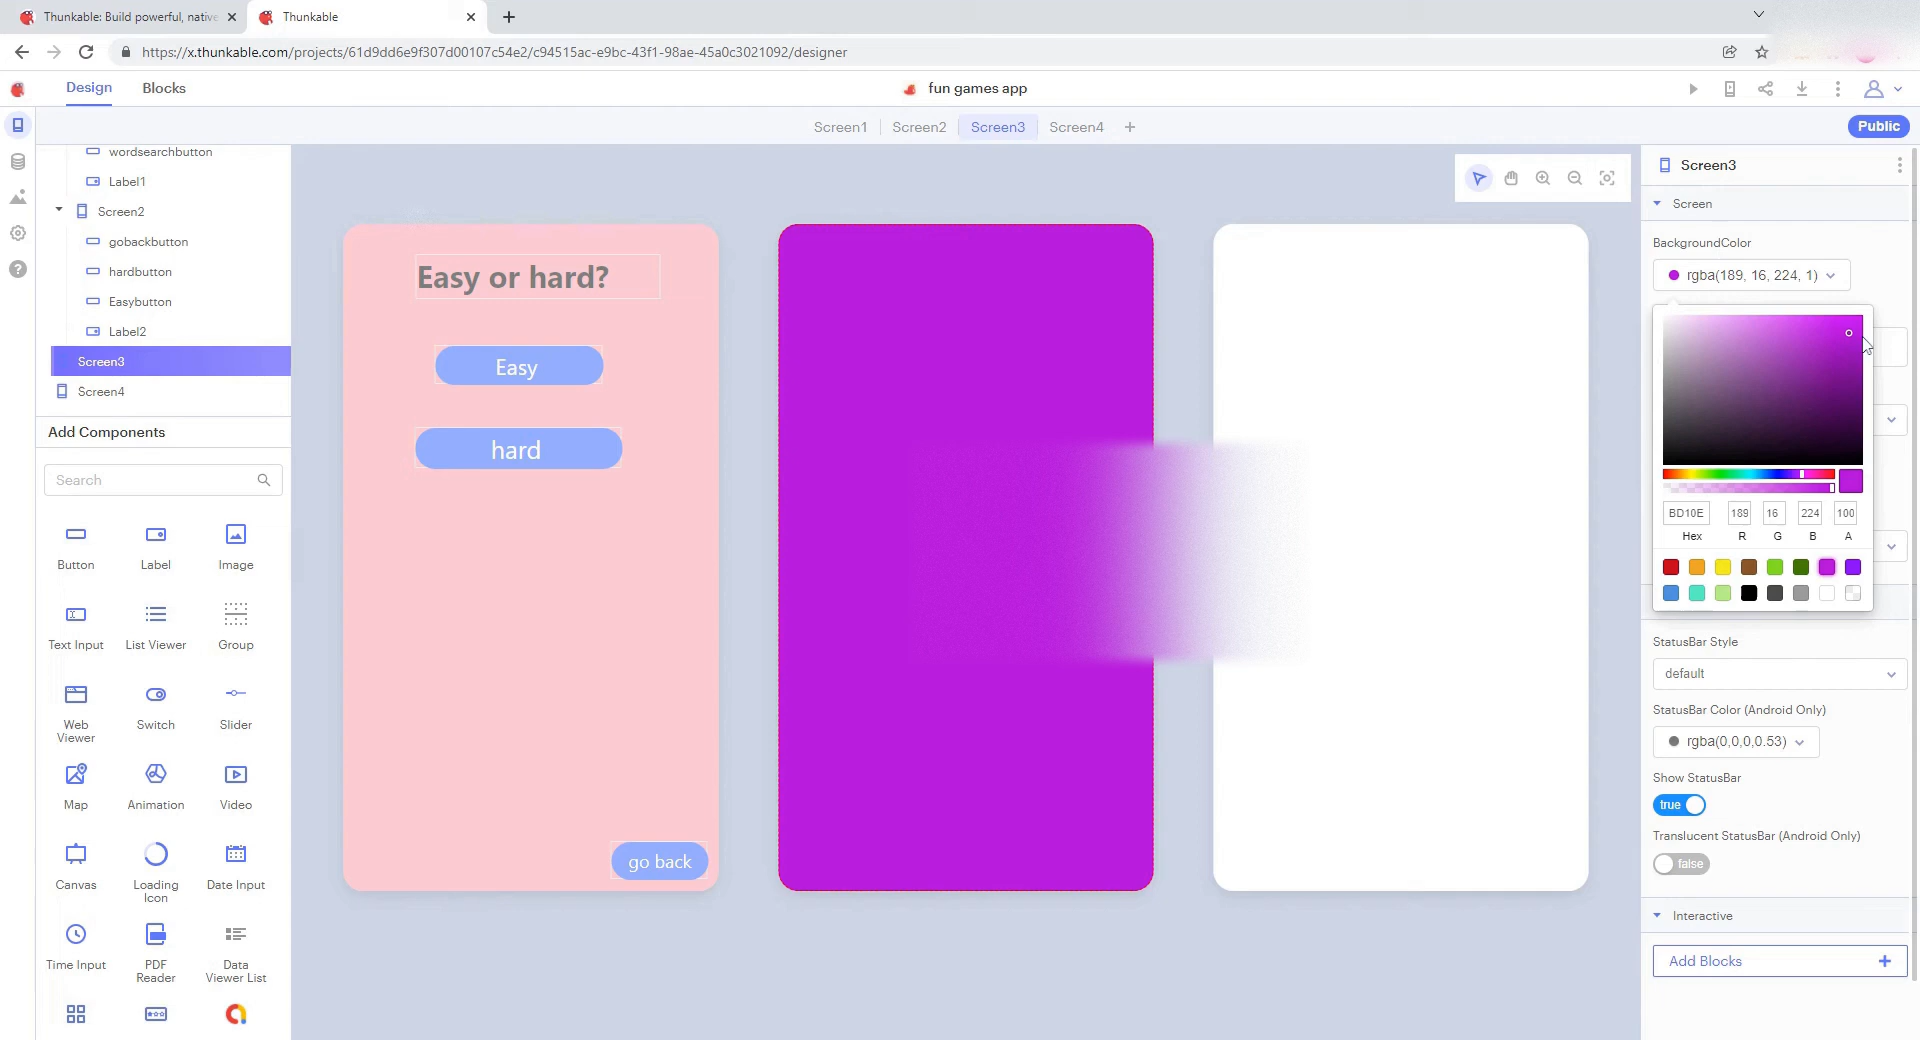 Thunkable: Build powerful, native
Thunkable
https://x.thunkable.com/projects/61d9dd6e9f307d00107c54e2/c94515ac-e9bc-43f1-98ae-45a0c3021092/designer
Design
Blocks
fun games app
Screen1
Screen2
Screen3
Screen4
Public
wordsearchbutton
Label1
Screen2
gobackbutton
hardbutton
Easybutton
Label2
Screen3
Screen4
Add Components
Search
Button
Label
Image
Text Input
List Viewer
Group
Web
Viewer
Switch
Slider
Map
Animation
Video
Canvas
Loading
Icon
Date Input
Time Input
PDF
Reader
Data
Viewer List
Easy or hard?
Easy
hard
go back
Screen3
Screen
BackgroundColor
rgba(189, 16, 224, 1)
BD10E
189
16
224
100
Hex
R
G
B
A
StatusBar Style
default
StatusBar Color (Android Only)
rgba(0,0,0,0.53)
Show StatusBar
true
Translucent StatusBar (Android Only)
false
Interactive
Add Blocks